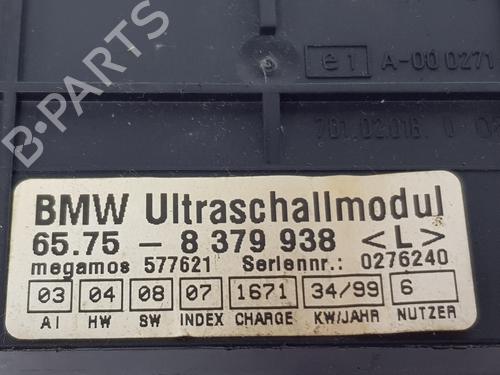 e1 A-00 0271
BMW Ultraschallmodul
65.75 - 8 379 938 <L>
megamos 577621 Seriennr.: 0276240
03 04 08 07 1671 34/99 6
AI HW SW INDEX CHARGE KW/JAHR NUTZER
B-PARTS